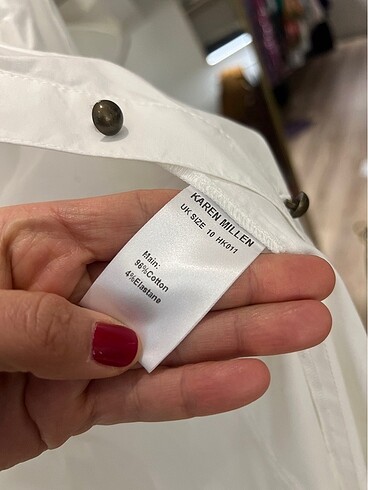 KAREN MILLEN
UK SIZE 10 HK011
Main:
96%Cotton
4%Elastane